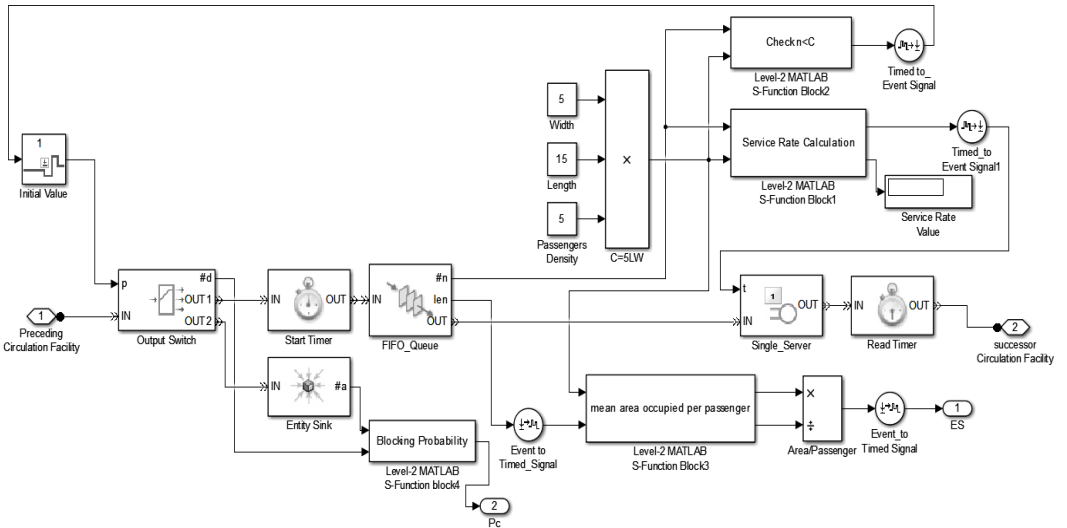 Check n<C
Level-2 MATLAB
S-Function Block2
Timed to_
Event Signal
5
Width
15
Length
5
Passengers
Density
×
C=5LW
Service Rate Calculation
Level-2 MATLAB
S-Function Block1
Timed_to
Event Signal1
Service Rate
Value
1
Initial Value
1
Preceding
Circulation Facility
p
IN
#d
OUT1
OUT2
Output Switch
IN
OUT
Start Timer
IN
#n
len
OUT
FIFO_Queue
IN
#a
Entity Sink
Blocking Probability
Level-2 MATLAB
S-Function block4
2
Pc
Event to
Timed_Signal
mean area occupied per passenger
Level-2 MATLAB
S-Function Block3
t
IN
1
OUT
Single_Server
IN
OUT
Read Timer
2
successor
Circulation Facility
×
÷
Area/Passenger
Event_to
Timed Signal
1
ES